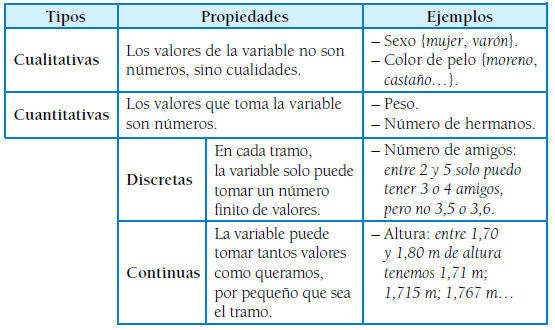 Tipos Propiedades Ejemplos
Cualitativas
Los valores de la variable no son
números, sino cualidades.
– Sexo {mujer, varón}.
– Color de pelo {moreno,
castaño…}.
Cuantitativas
Los valores que toma la variable
son números.
– Peso.
– Número de hermanos.
Discretas
En cada tramo,
la variable solo puede
tomar un número
finito de valores.
– Número de amigos:
entre 2 y 5 solo puedo
tener 3 o 4 amigos,
pero no 3,5 o 3,6.
Continuas
La variable puede
tomar tantos valores
como queramos,
por pequeño que sea
el tramo.
– Altura: entre 1,70
y 1,80 m de altura
tenemos 1,71 m;
1,715 m; 1,767 m…